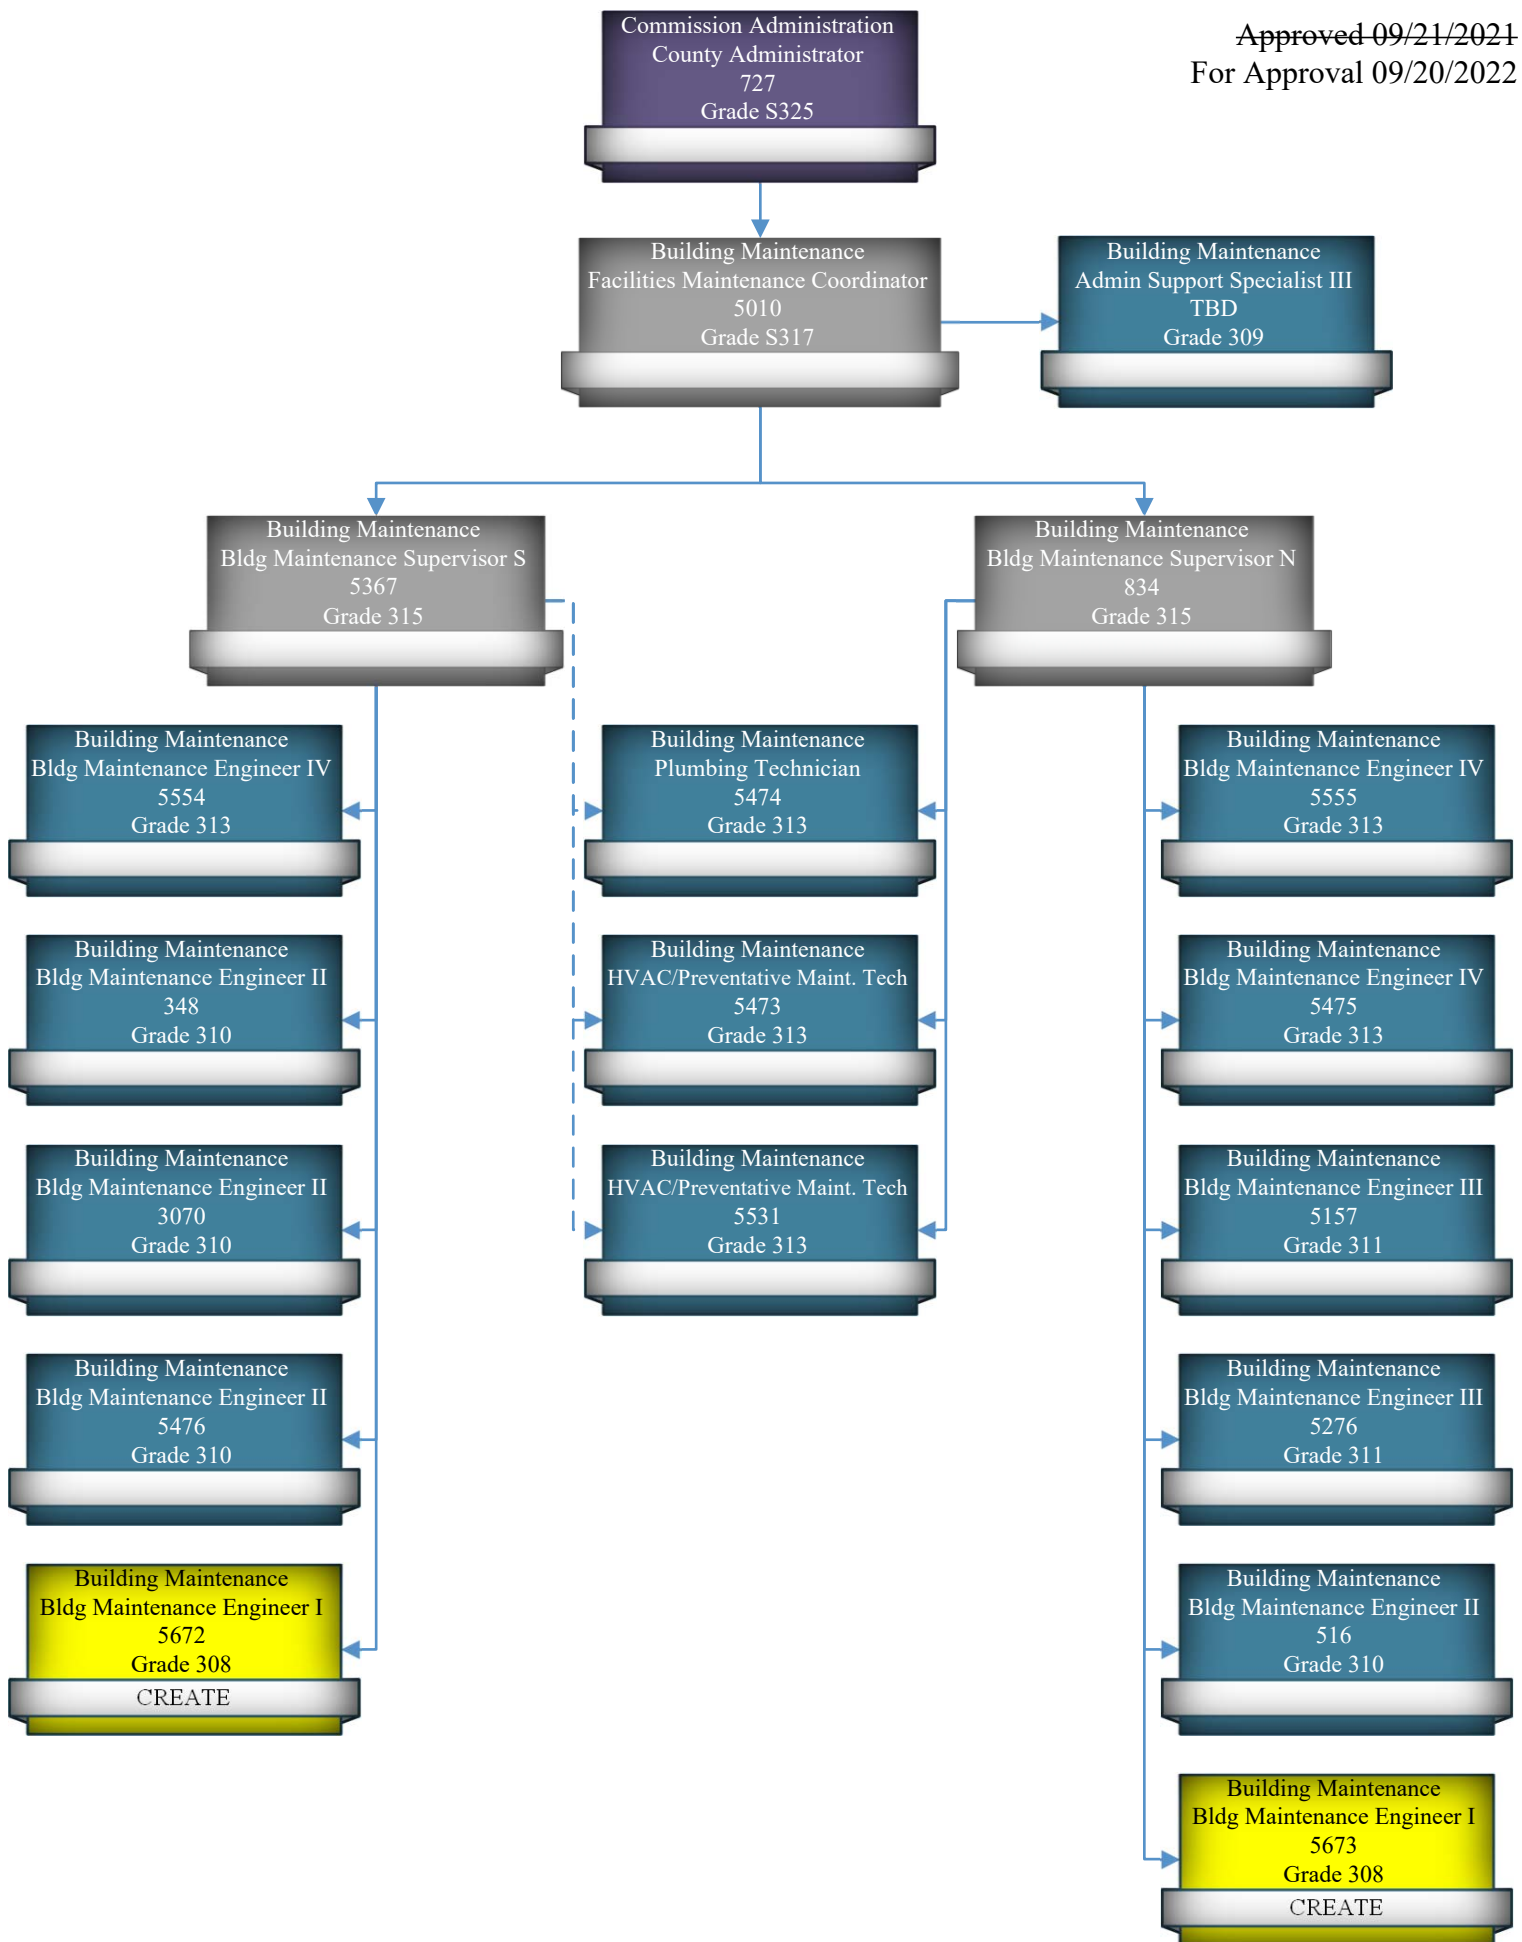 Approved 09/21/2021
For Approval 09/20/2022
Commission Administration
County Administrator
727
Grade S325
Building Maintenance
Facilities Maintenance Coordinator
5010
Grade S317
Building Maintenance
Admin Support Specialist III
TBD
Grade 309
Building Maintenance
Bldg Maintenance Supervisor S
5367
Grade 315
Building Maintenance
Bldg Maintenance Supervisor N
834
Grade 315
Building Maintenance
Bldg Maintenance Engineer IV
5554
Grade 313
Building Maintenance
Plumbing Technician
5474
Grade 313
Building Maintenance
Bldg Maintenance Engineer IV
5555
Grade 313
Building Maintenance
Bldg Maintenance Engineer II
348
Grade 310
Building Maintenance
HVAC/Preventative Maint. Tech
5473
Grade 313
Building Maintenance
Bldg Maintenance Engineer IV
5475
Grade 313
Building Maintenance
Bldg Maintenance Engineer II
3070
Grade 310
Building Maintenance
HVAC/Preventative Maint. Tech
5531
Grade 313
Building Maintenance
Bldg Maintenance Engineer III
5157
Grade 311
Building Maintenance
Bldg Maintenance Engineer II
5476
Grade 310
Building Maintenance
Bldg Maintenance Engineer III
5276
Grade 311
Building Maintenance
Bldg Maintenance Engineer I
5672
Grade 308
CREATE
Building Maintenance
Bldg Maintenance Engineer II
516
Grade 310
Building Maintenance
Bldg Maintenance Engineer I
5673
Grade 308
CREATE